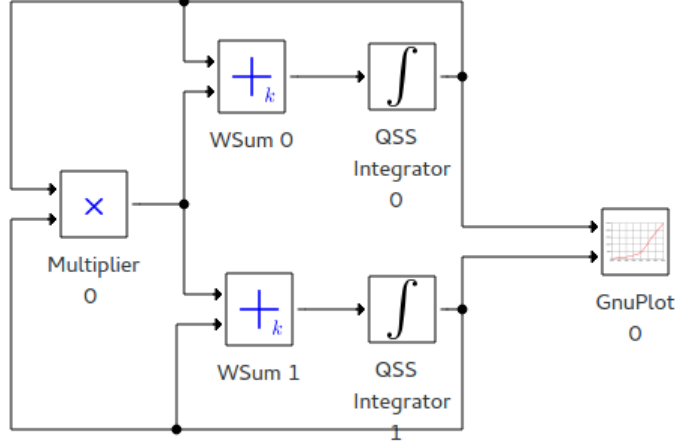 k
WSum 0
∫
QSS
Integrator
0
×
Multiplier
0
k
WSum 1
∫
QSS
Integrator
1
GnuPlot
0